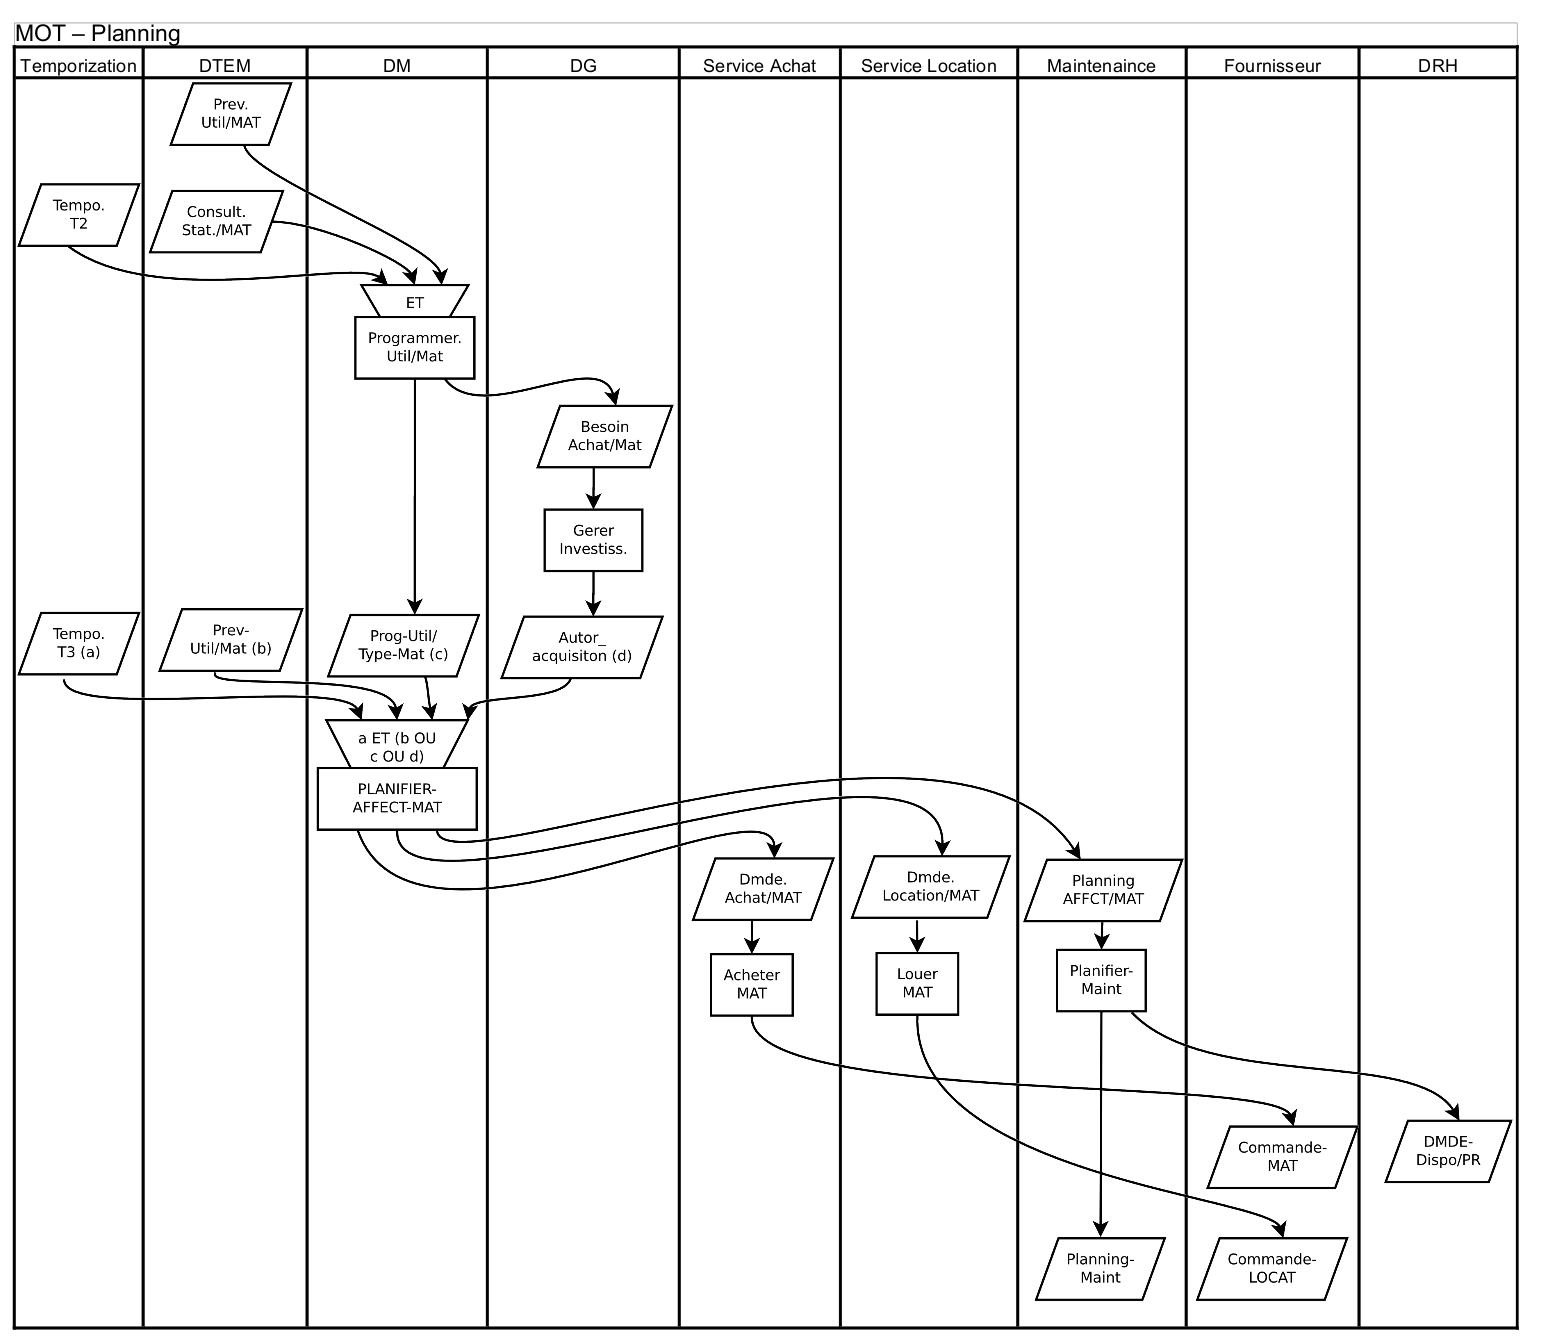 MOT – Planning
Temporization
DTEM
DM
DG
Service Achat
Service Location
Maintenaince
Fournisseur
DRH
Prev.
Util/MAT
Tempo.
T2
Consult.
Stat./MAT
ET
Programmer.
Util/Mat
Besoin
Achat/Mat
Gerer
Investiss.
Tempo.
T3 (a)
Prev-
Util/Mat (b)
Prog-Util/
Type-Mat (c)
Autor_
acquisiton (d)
a ET (b OU
c OU d)
PLANIFIER-
AFFECT-MAT
Dmde.
Achat/MAT
Dmde.
Location/MAT
Planning
AFFCT/MAT
Acheter
MAT
Louer
MAT
Planifier-
Maint
Commande-
MAT
DMDE-
Dispo/PR
Planning-
Maint
Commande-
LOCAT